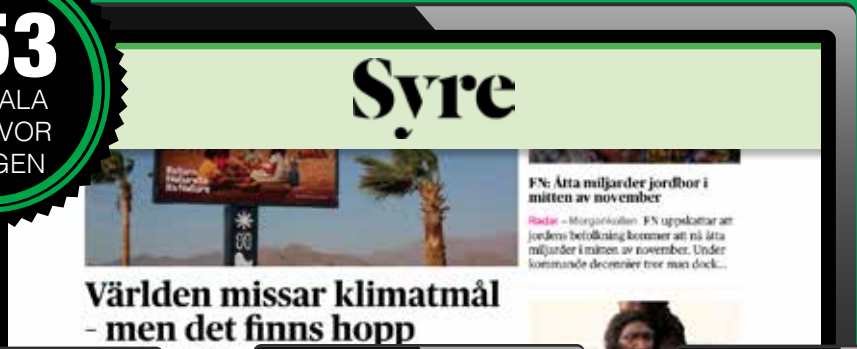 53
ALA
VOR
GEN
Syre
FN: Åtta miljarder jordbor i
mitten av november
Radar – Morgonkollen FN uppskattar att
jordens befolkning kommer att nå åtta
miljarder i mitten av november. Under
kommande decennier tror man dock...
Världen missar klimatmål
– men det finns hopp